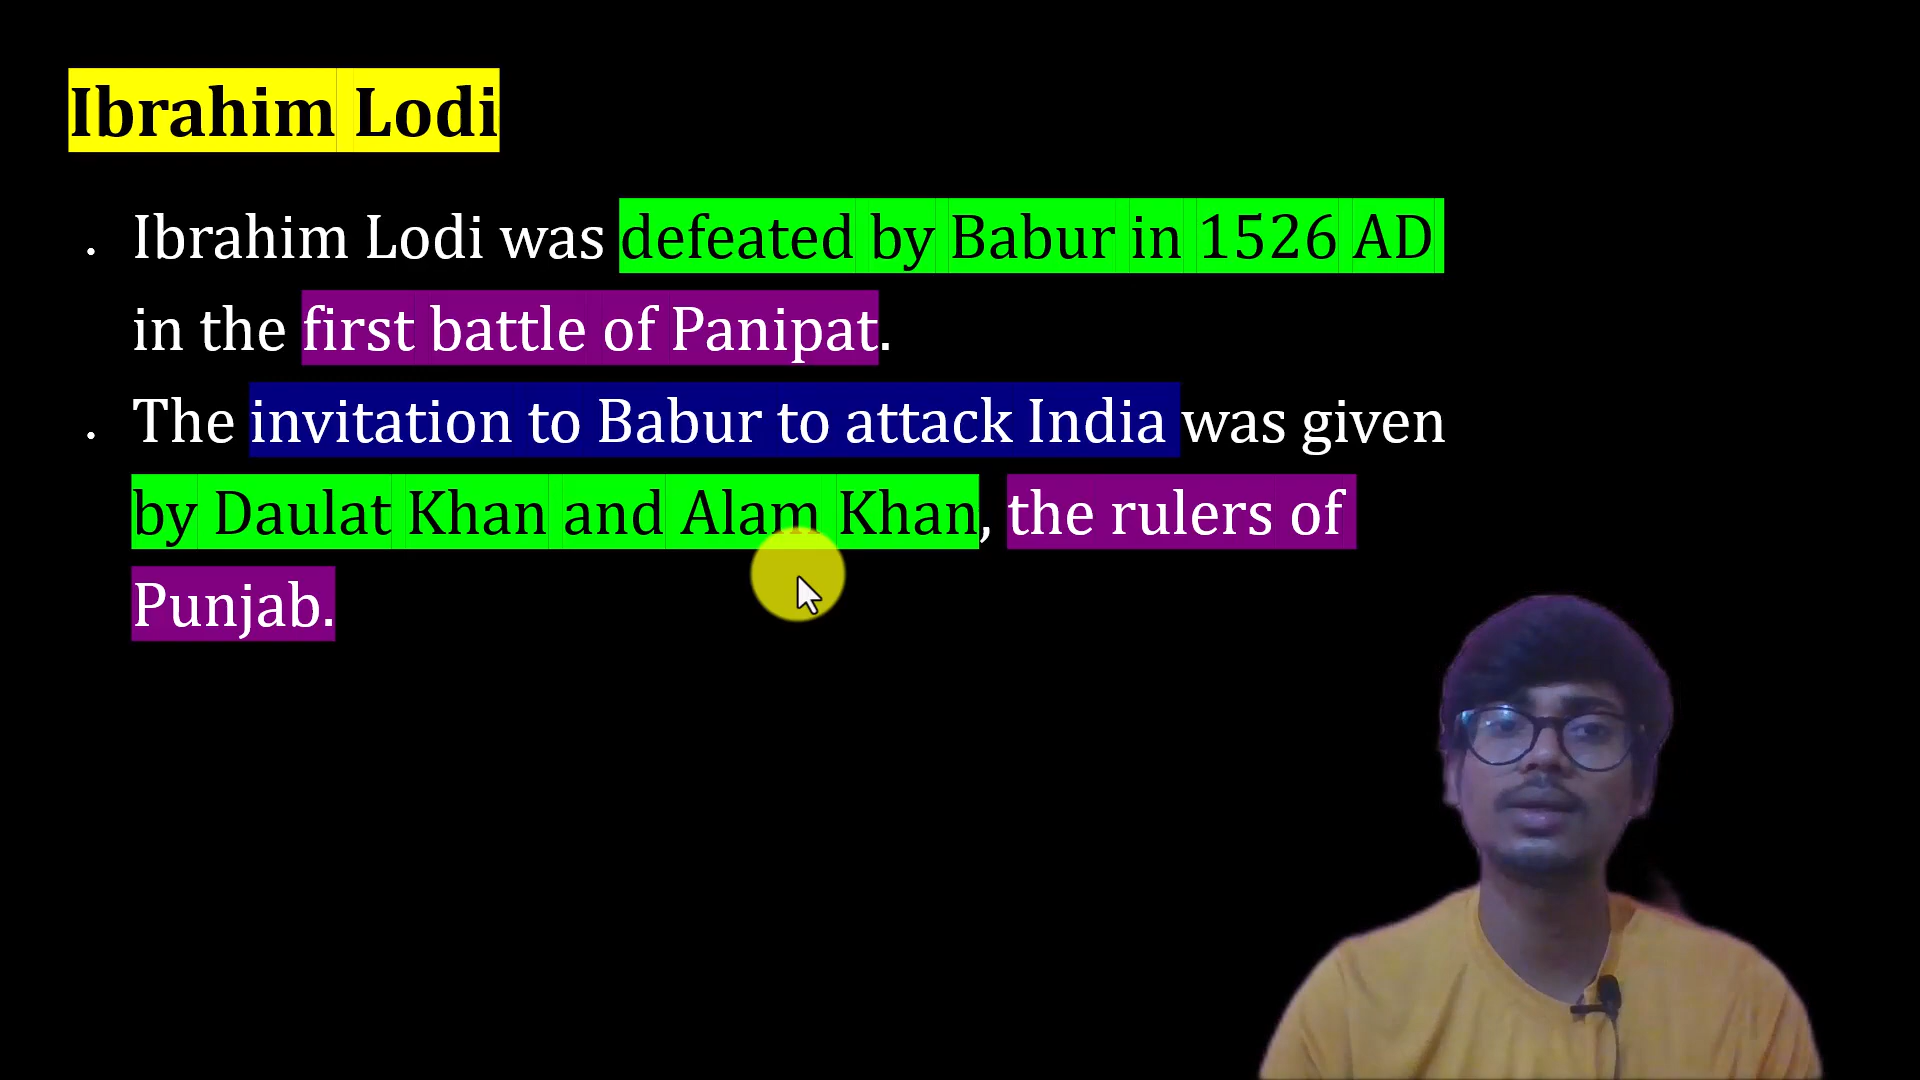 Ibrahim Lodi
. Ibrahim Lodi was defeated by Babur in 1526 AD
in the first battle of Panipat.
. The invitation to Babur to attack India was given
by Daulat Khan and Alam Khan, the rulers of
Punjab.